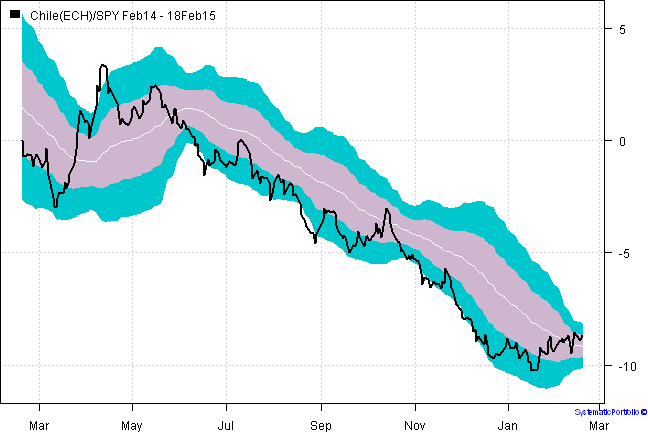 Chile(ECH)/SPY Feb14 - 18Feb15
5
0
-5
-10
SystematicPortfolio ©
Mar May Jul Sep Nov Jan Mar